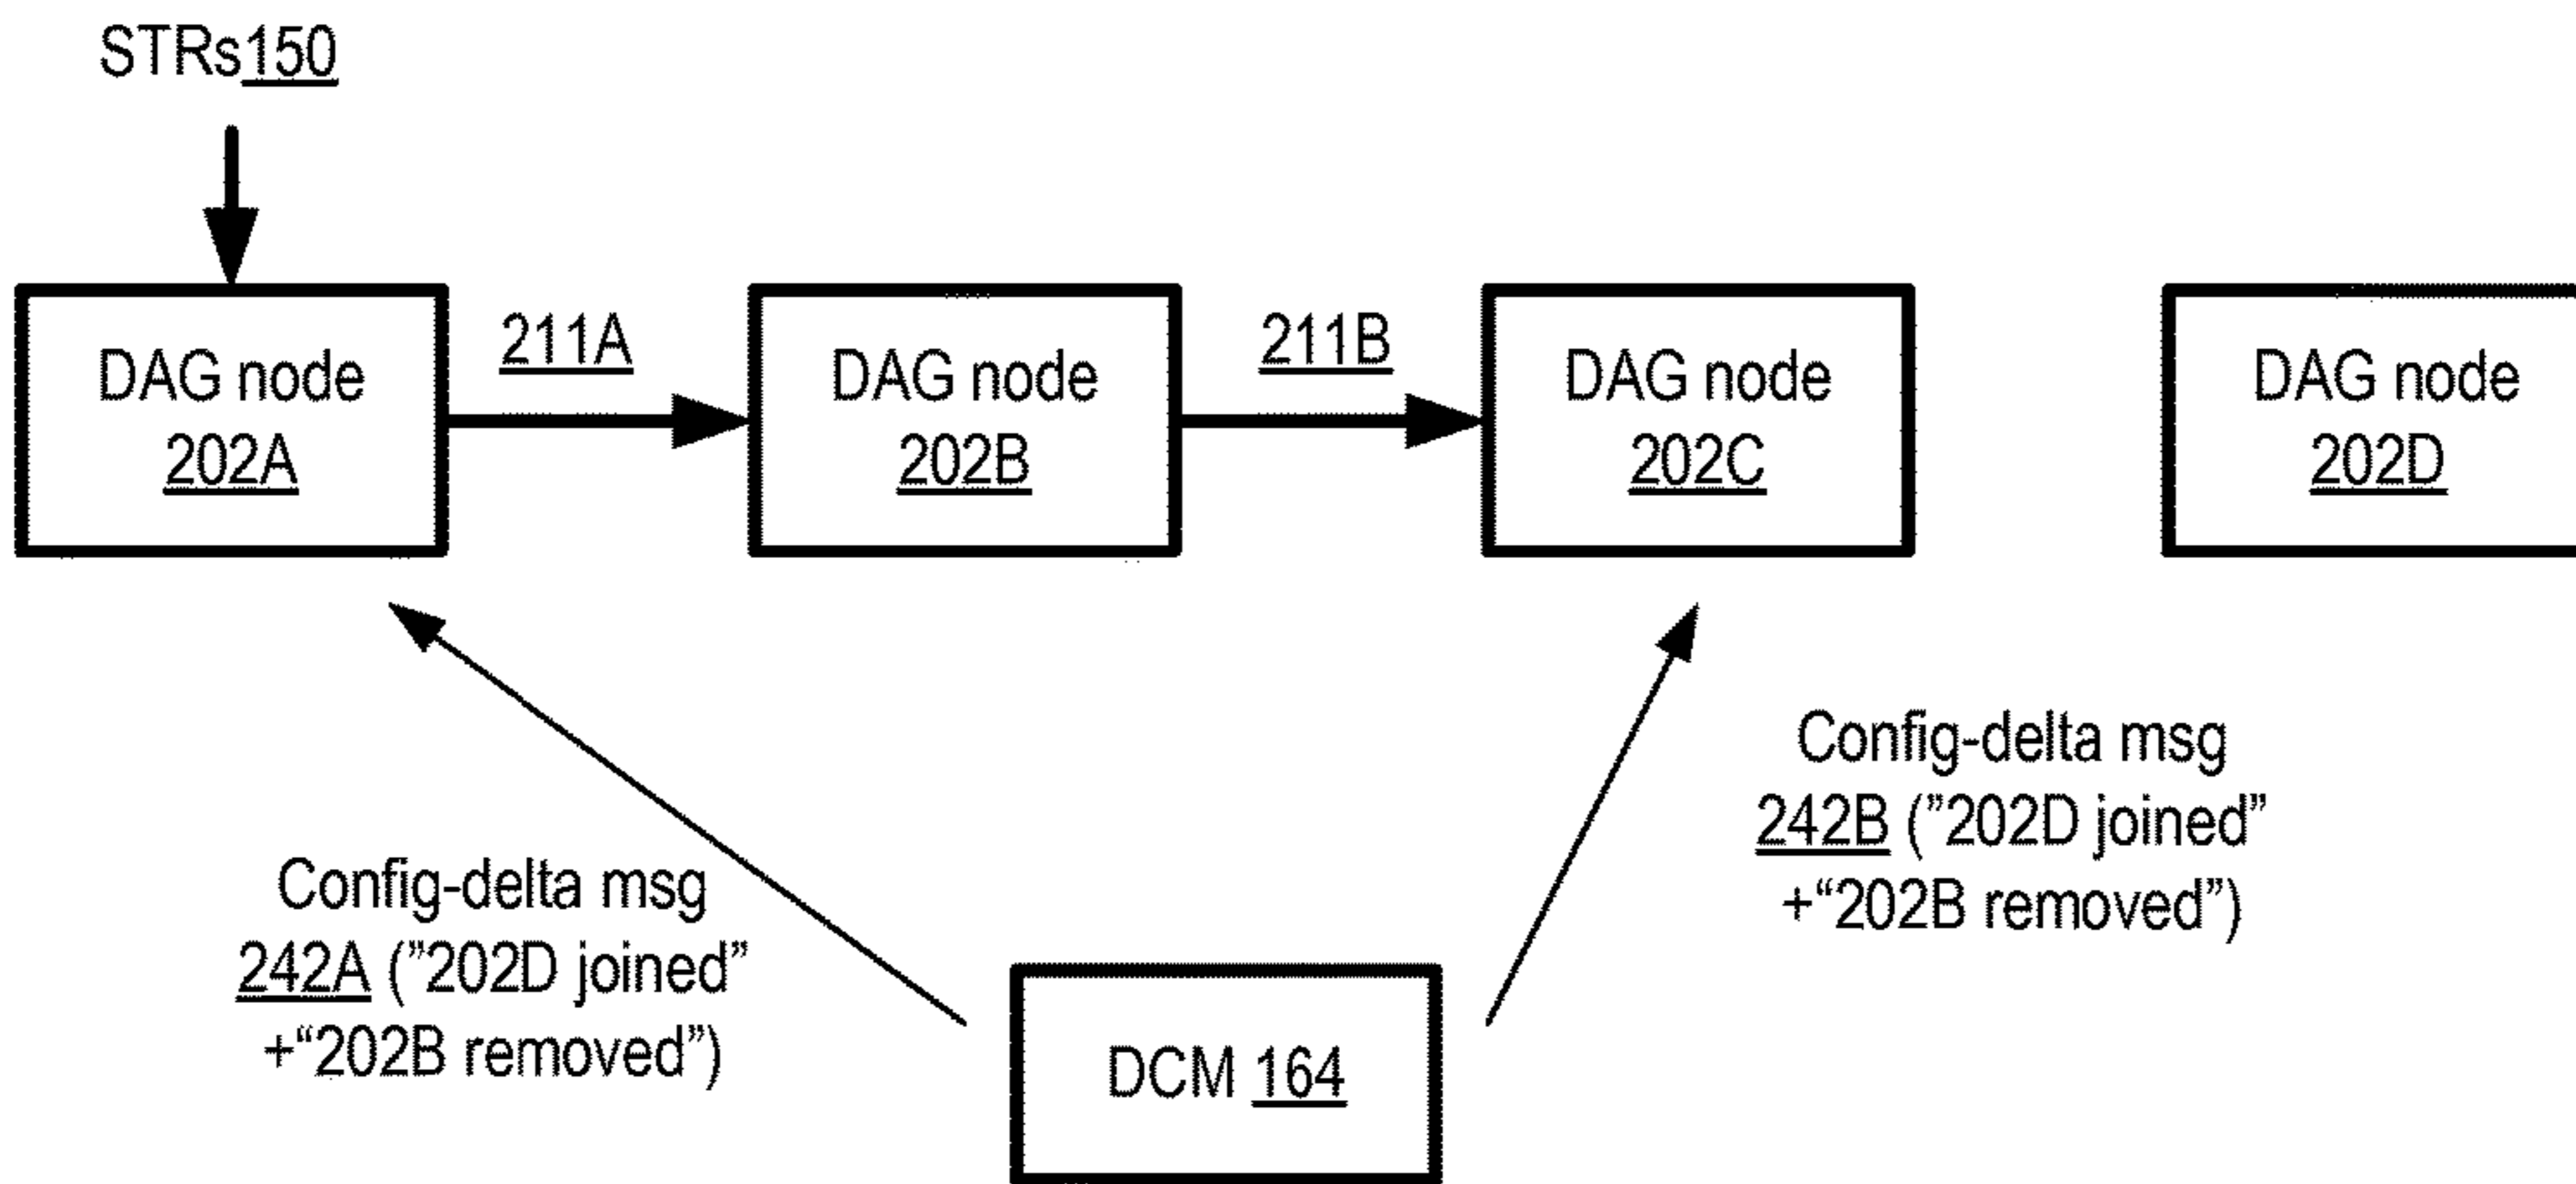 STRs150
211A
211B
DAG node
202A
DAG node
202B
DAG node
202C
DAG node
202D
Config-delta msg
242B (”202D joined”
+“202B removed”)
Config-delta msg
242A (”202D joined”
+“202B removed”)
DCM 164